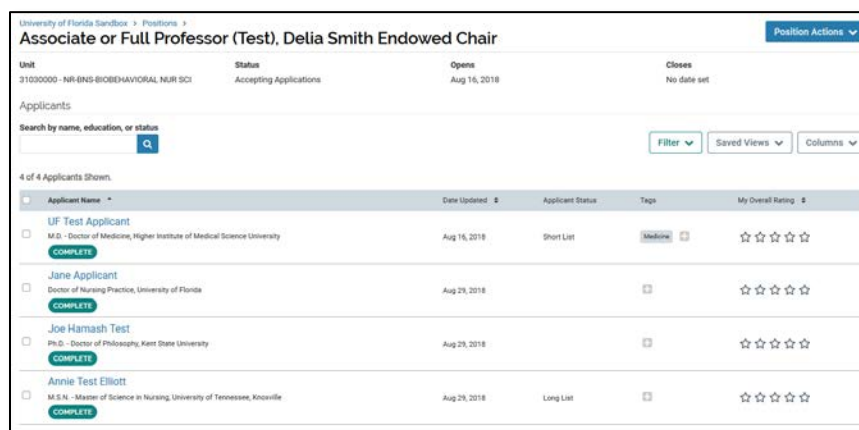 University of Florida Sandbox > Positions >
Associate or Full Professor (Test), Delia Smith Endowed Chair
Position Actions
Unit Status Opens Closes
31030000 - NR-BNS-BIOBEHAVIORAL NUR SCI Accepting Applications Aug 16, 2018 No date set
Applicants
Search by name, education, or status
Filter Saved Views Columns
4 of 4 Applicants Shown.
Applicant Name Date Updated Applicant Status Tags My Overall Rating
UF Test Applicant
M.D. - Doctor of Medicine, Higher Institute of Medical Science University Aug 16, 2018 Short List Medicine
COMPLETE
Jane Applicant
Doctor of Nursing Practice, University of Florida Aug 29, 2018
COMPLETE
Joe Hamash Test
Ph.D. - Doctor of Philosophy, Kent State University Aug 29, 2018
COMPLETE
Annie Test Elliott
M.S.N. - Master of Science in Nursing, University of Tennessee, Knoxville Aug 29, 2018 Long List
COMPLETE